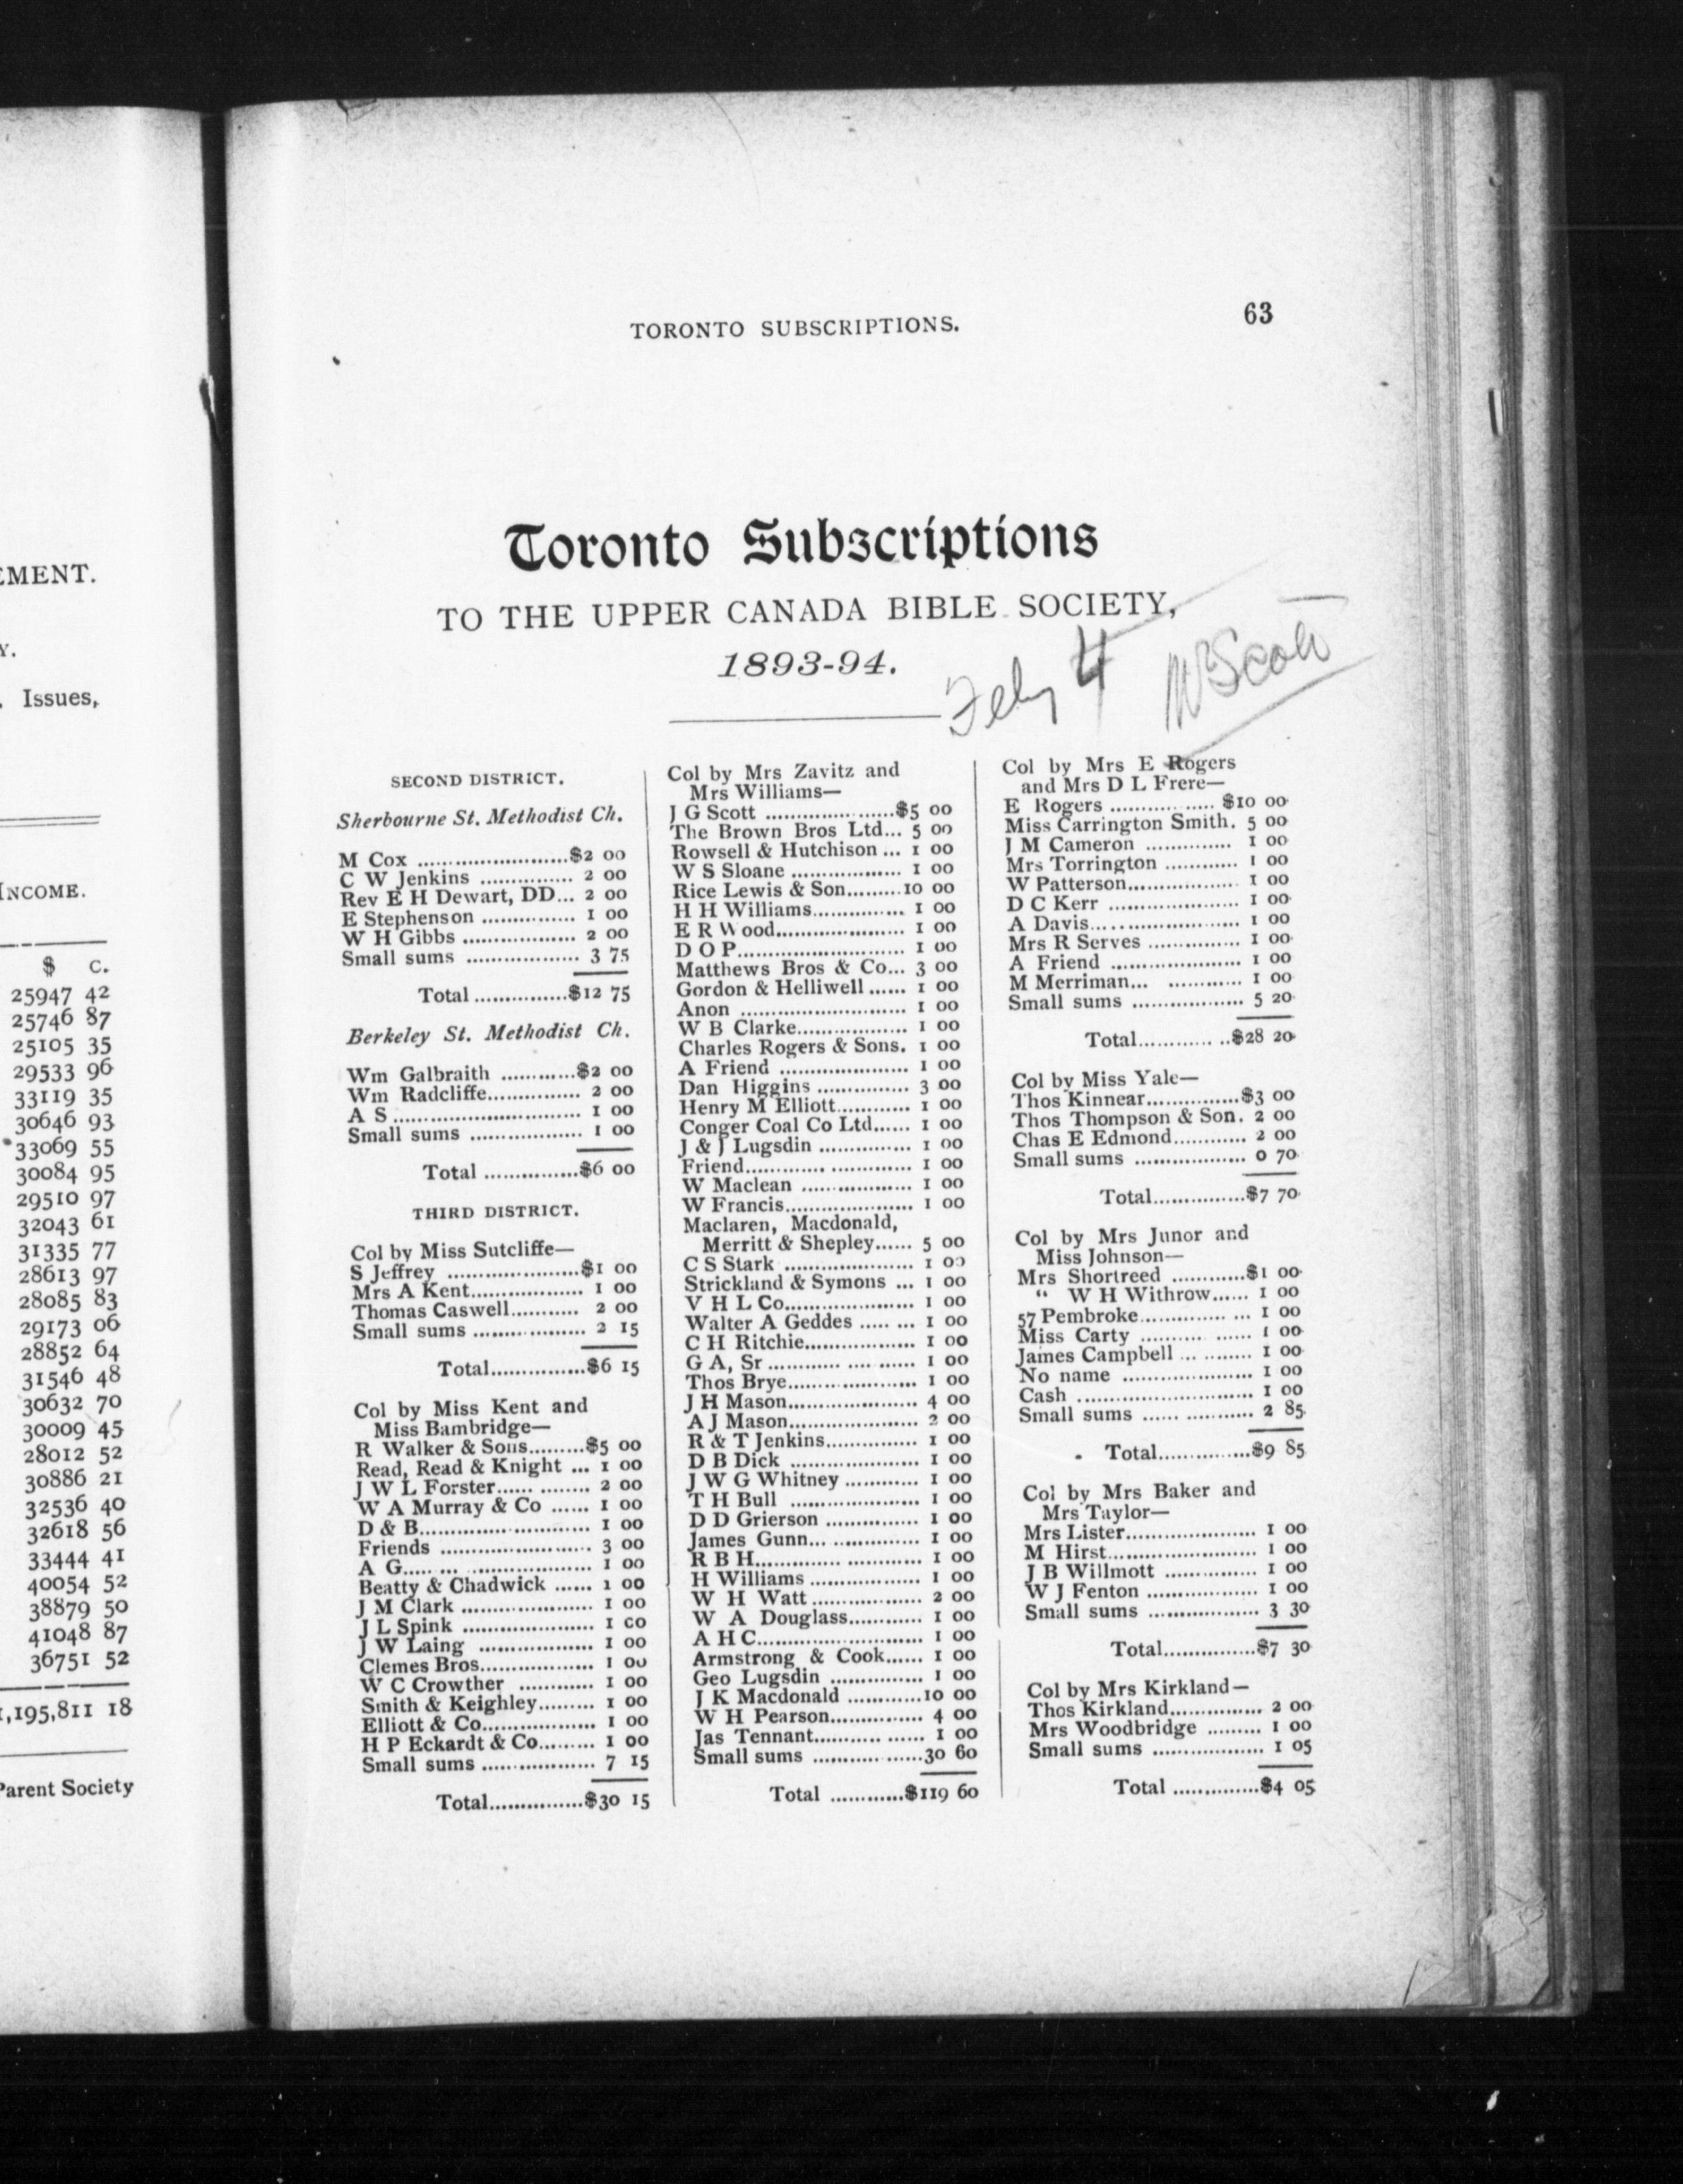 EMENT.
Y.
Issues,
INCOME.
$ c.
25947 42
25746 87
25105 35
29533 96
33119 35
30646 93
33069 55
30084 95
29510 97
32043 61
31335 77
28613 97
28085 83
29173 06
28852 64
31546 48
30632 70
30009 45
28012 52
30886 21
32536 40
32618 56
33444 41
40054 52
38879 50
41048 87
36751 52
1,195,811 18
Parent Society
TORONTO SUBSCRIPTIONS.
63
Toronto Subscriptions
TO THE UPPER CANADA BIBLE SOCIETY,
1893-94.
Feby 4
SECOND DISTRICT.
Sherbourne St. Methodist Ch.
M Cox ........................$2 00
C W Jenkins ............... 2 00
Rev E H Dewart, DD... 2 00
E Stephenson ............... 1 00
W H Gibbs .................. 2 00
Small sums .................. 3 75
Total ...............$12 75
Berkeley St. Methodist Ch.
Wm Galbraith ............$2 00
Wm Radcliffe............... 2 00
A S.............................. 1 00
Small sums .................. 1 00
Total ...............$6 00
THIRD DISTRICT.
Col by Miss Sutcliffe—
S Jeffrey ......................$1 00
Mrs A Kent.................. 1 00
Thomas Caswell........... 2 00
Small sums .................. 2 15
Total...............$6 15
Col by Miss Kent and
Miss Bambridge—
R Walker & Sons.........$5 00
Read, Read & Knight ... 1 00
J W L Forster............... 2 00
W A Murray & Co ...... 1 00
D & B........................... 1 00
Friends ........................ 3 00
A G.............................. 1 00
Beatty & Chadwick ...... 1 00
J M Clark ..................... 1 00
J L Spink ..................... 1 00
J W Laing .................. 1 00
Clemes Bros.................. 1 00
W C Crowther ............ 1 00
Smith & Keighley......... 1 00
Elliott & Co.................. 1 00
H P Eckardt & Co......... 1 00
Small sums .................. 7 15
Total...............$30 15
Col by Mrs Zavitz and
Mrs Williams—
J G Scott .....................$5 00
The Brown Bros Ltd... 5 00
Rowsell & Hutchison ... 1 00
W S Sloane .................. 1 00
Rice Lewis & Son.........10 00
H H Williams............... 1 00
E R Wood..................... 1 00
D O P........................... 1 00
Matthews Bros & Co... 3 00
Gordon & Helliwell ...... 1 00
Anon ........................... 1 00
W B Clarke.................. 1 00
Charles Rogers & Sons. 1 00
A Friend ..................... 1 00
Dan Higgins ............... 3 00
Henry M Elliott............ 1 00
Conger Coal Co Ltd...... 1 00
J & J Lugsdin ............... 1 00
Friend........................... 1 00
W Maclean .................. 1 00
W Francis..................... 1 00
Maclaren, Macdonald,
Merritt & Shepley...... 5 00
C S Stark ..................... 1 00
Strickland & Symons ... 1 00
V H L Co..................... 1 00
Walter A Geddes ......... 1 00
C H Ritchie.................. 1 00
G A, Sr ........................ 1 00
Thos Brye..................... 1 00
J H Mason..................... 4 00
A J Mason..................... 2 00
R & T Jenkins............... 1 00
D B Dick ..................... 1 00
J W G Whitney ............ 1 00
T H Bull ..................... 1 00
D D Grierson ............... 1 00
James Gunn.................. 1 00
R B H........................... 1 00
H Williams .................. 1 00
W H Watt .................. 2 00
W A Douglass............ 1 00
A H C........................... 1 00
Armstrong & Cook...... 1 00
Geo Lugsdin ............... 1 00
J K Macdonald ............10 00
W H Pearson............... 4 00
Jas Tennant.................. 1 00
Small sums ..................30 60
Total ............$119 60
Col by Mrs E Rogers
and Mrs D L Frere—
E Rogers .................. $10 00
Miss Carrington Smith. 5 00
J M Cameron .............. 1 00
Mrs Torrington ............ 1 00
W Patterson.................. 1 00
D C Kerr ..................... 1 00
A Davis........................ 1 00
Mrs R Serves ............... 1 00
A Friend ..................... 1 00
M Merriman... ............ 1 00
Small sums .................. 5 20
Total...............$28 20
Col by Miss Yale—
Thos Kinnear...............$3 00
Thos Thompson & Son. 2 00
Chas E Edmond............ 2 00
Small sums .................. 0 70
Total...............$7 70
Col by Mrs Junor and
Miss Johnson—
Mrs Shortreed ............$1 00
“ W H Withrow...... 1 00
57 Pembroke.................. 1 00
Miss Carty .................. 1 00
James Campbell ............ 1 00
No name ..................... 1 00
Cash ............................ 1 00
Small sums .................. 2 85
Total...............$9 85
Col by Mrs Baker and
Mrs Taylor—
Mrs Lister..................... 1 00
M Hirst........................ 1 00
J B Willmott ............... 1 00
W J Fenton .................. 1 00
Small sums .................. 3 30
Total...............$7 30
Col by Mrs Kirkland—
Thos Kirkland............... 2 00
Mrs Woodbridge ......... 1 00
Small sums .................. 1 05
Total ..............$4 05